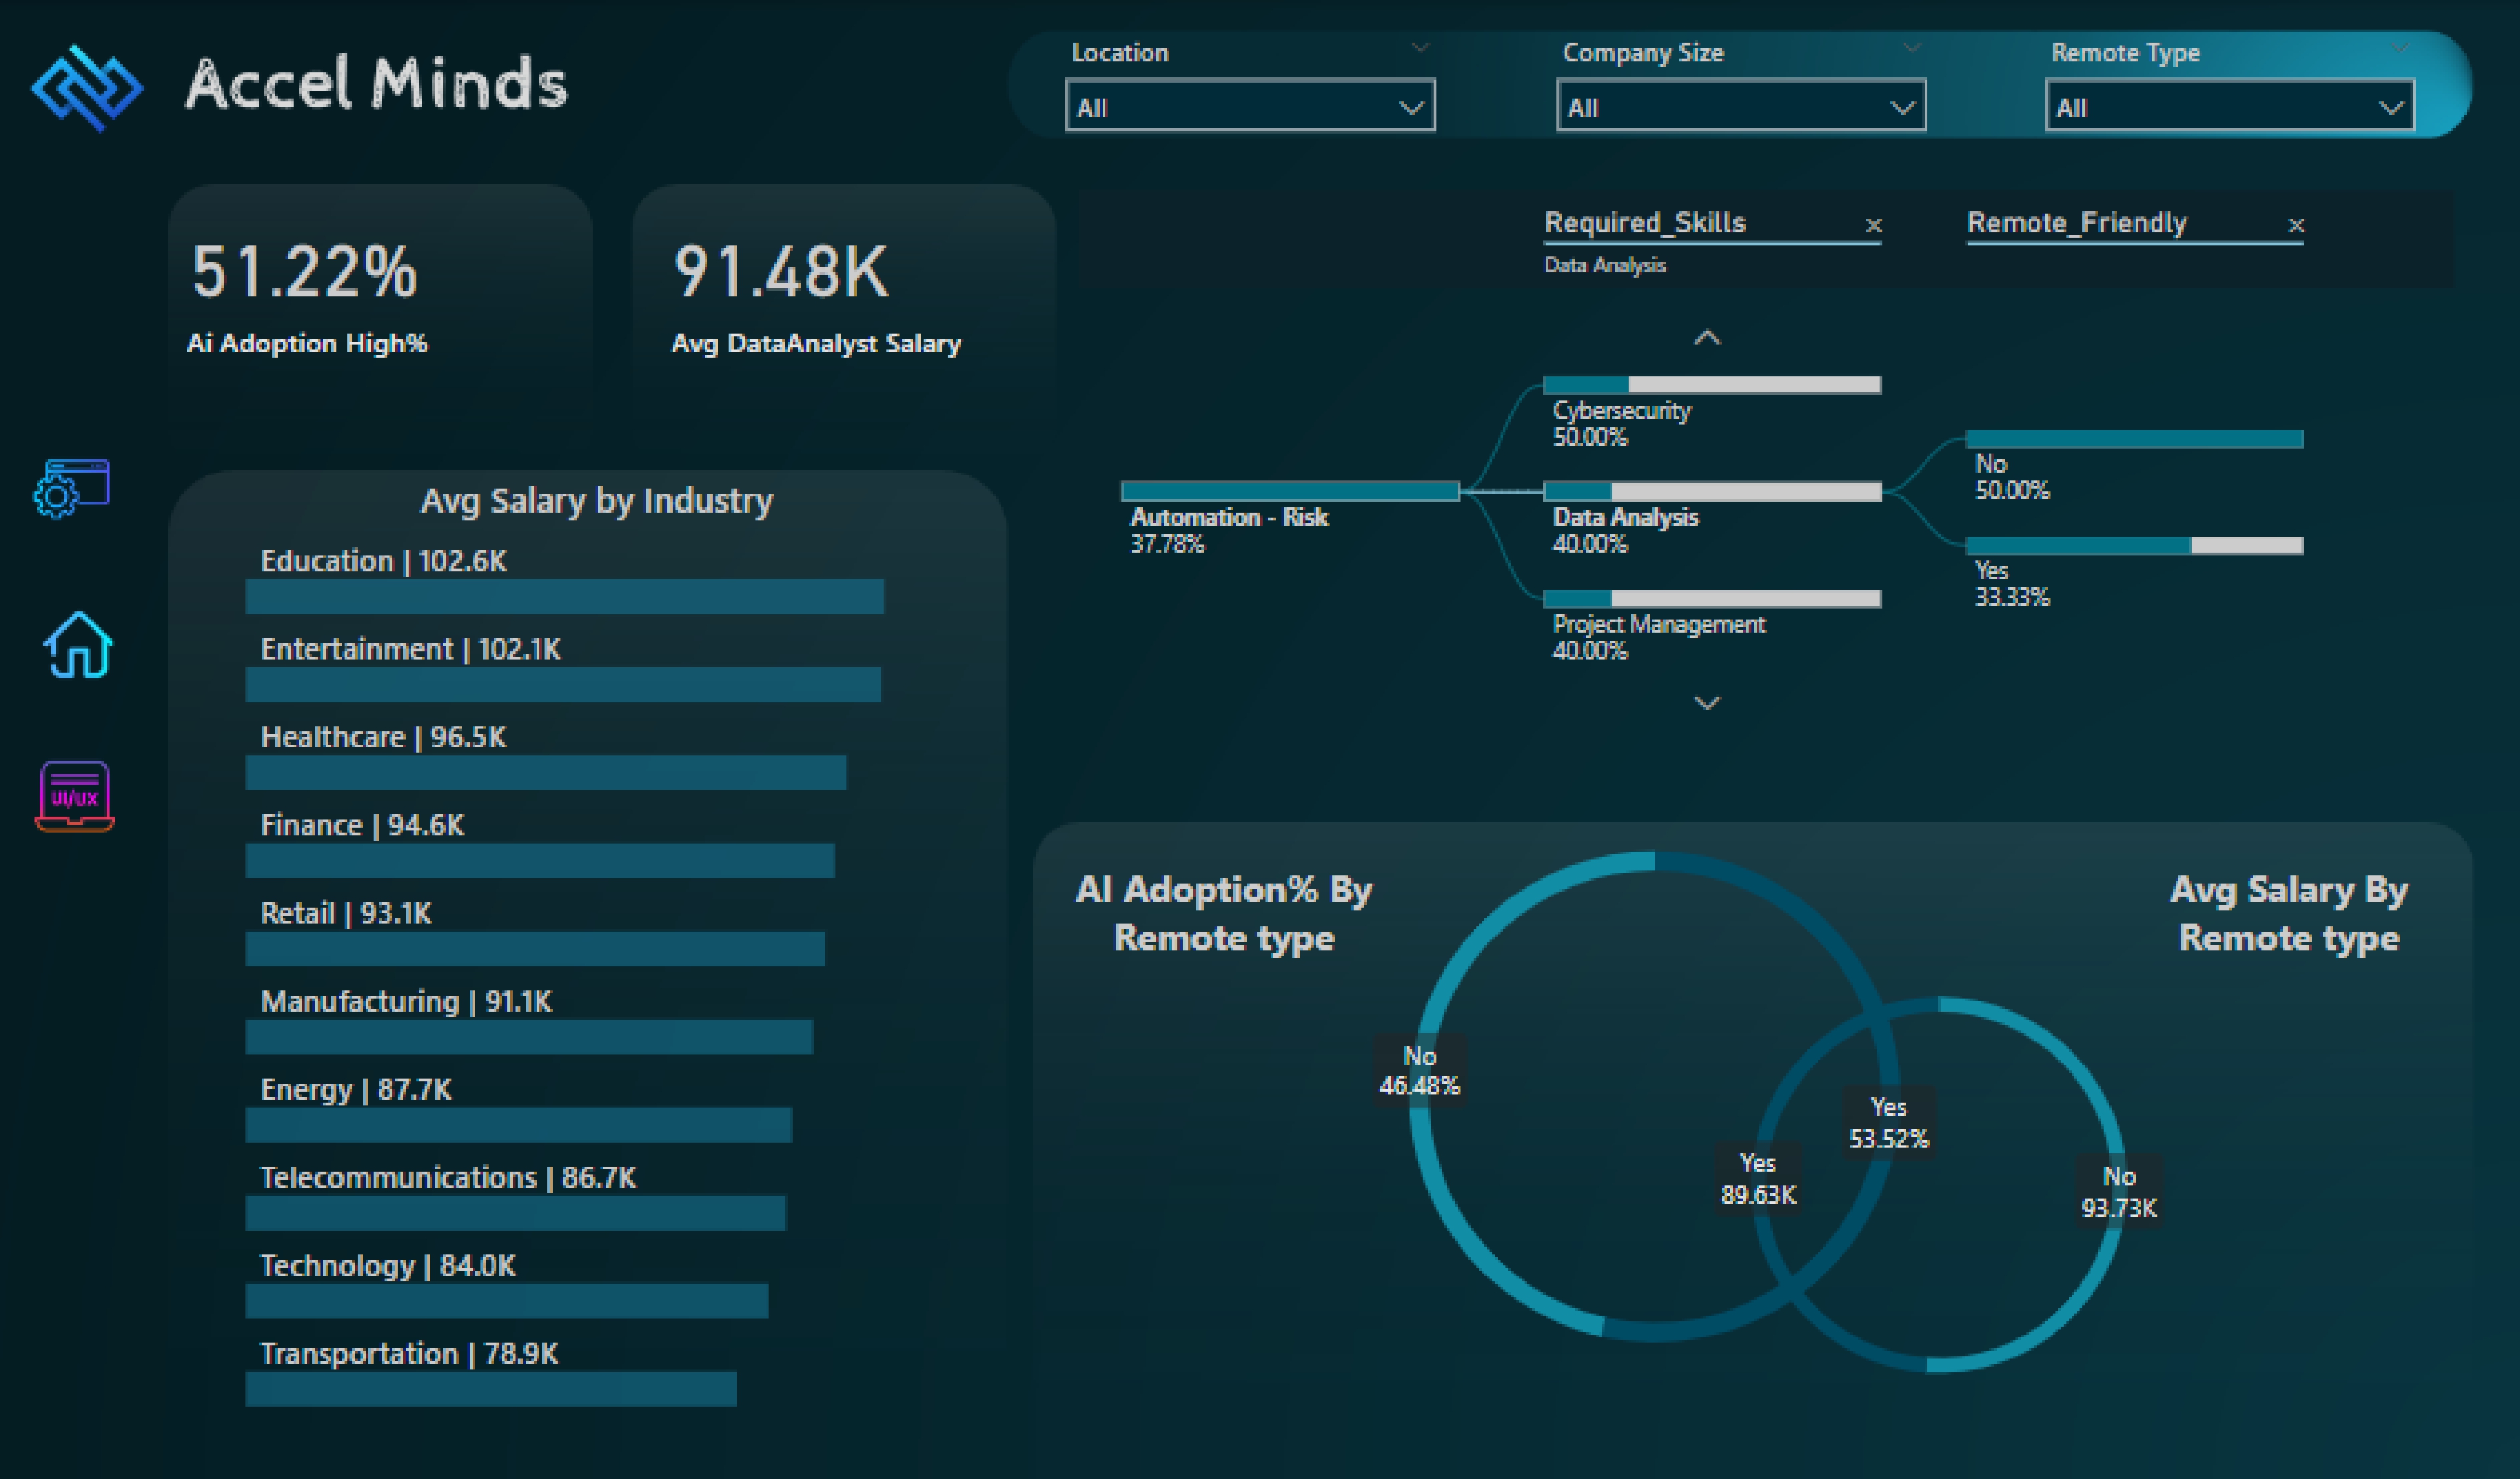 Accel Minds
Location
Company Size
Remote Type
All
All
All
51.22%
Ai Adoption High%
91.48K
Avg DataAnalyst Salary
Required_Skills x
Remote_Friendly x
Data Analysis
Cybersecurity
50.00%
Automation - Risk
37.78%
Data Analysis
40.00%
Project Management
40.00%
No
50.00%
Yes
33.33%
Avg Salary by Industry
Education | 102.6K
Entertainment | 102.1K
Healthcare | 96.5K
Finance | 94.6K
Retail | 93.1K
Manufacturing | 91.1K
Energy | 87.7K
Telecommunications | 86.7K
Technology | 84.0K
Transportation | 78.9K
UI/UX
AI Adoption% By
Remote type
Avg Salary By
Remote type
No
46.48%
Yes
53.52%
Yes
89.63K
No
93.73K